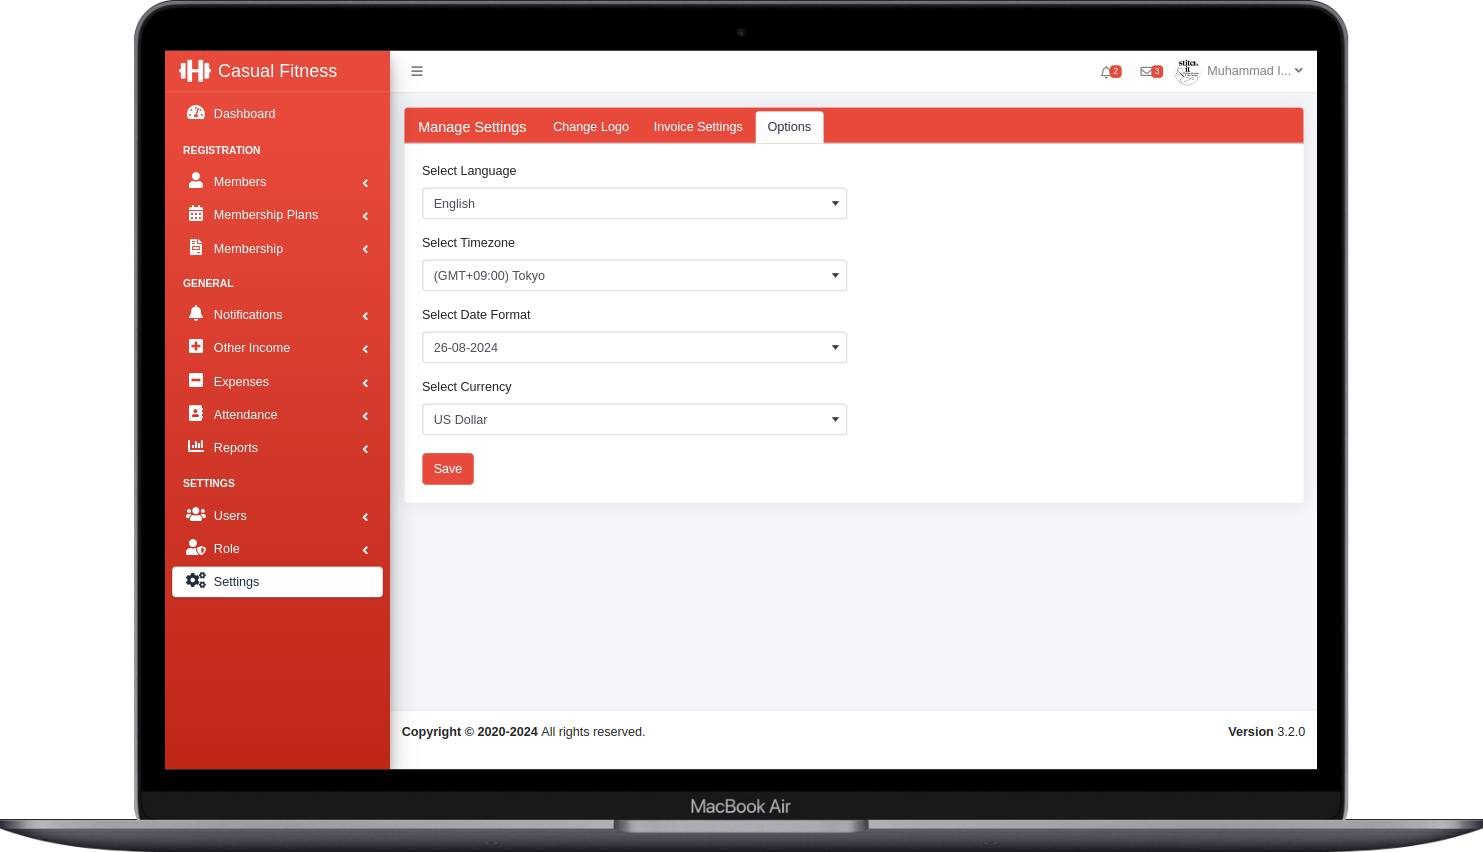 Casual Fitness
Dashboard
REGISTRATION
Members
Membership Plans
Membership
GENERAL
Notifications
Other Income
Expenses
Attendance
Reports
SETTINGS
Users
Role
Settings
2
3
Muhammad I...
Manage Settings Change Logo Invoice Settings Options
Select Language
English
Select Timezone
(GMT+09:00) Tokyo
Select Date Format
26-08-2024
Select Currency
US Dollar
Save
Copyright © 2020-2024 All rights reserved.
Version 3.2.0
MacBook Air